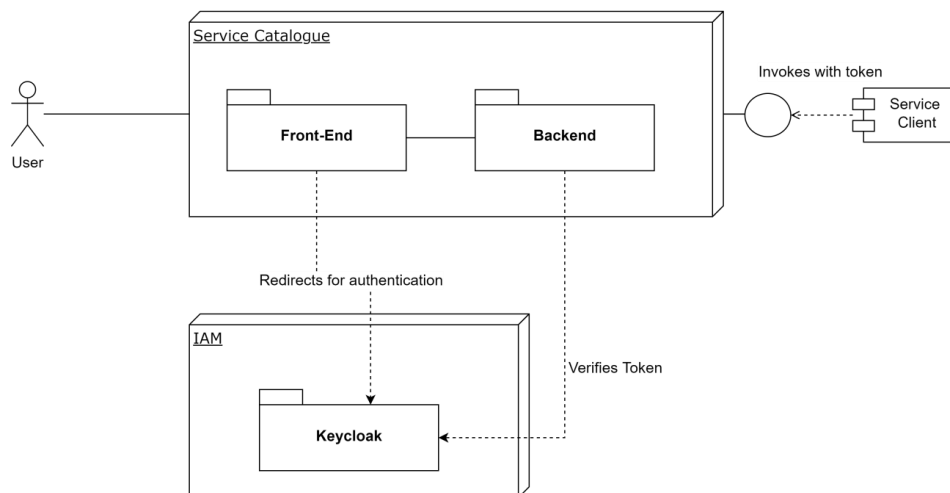 Service Catalogue
Invokes with token
Service
Client
Front-End
Backend
User
Redirects for authentication
IAM
Verifies Token
Keycloak